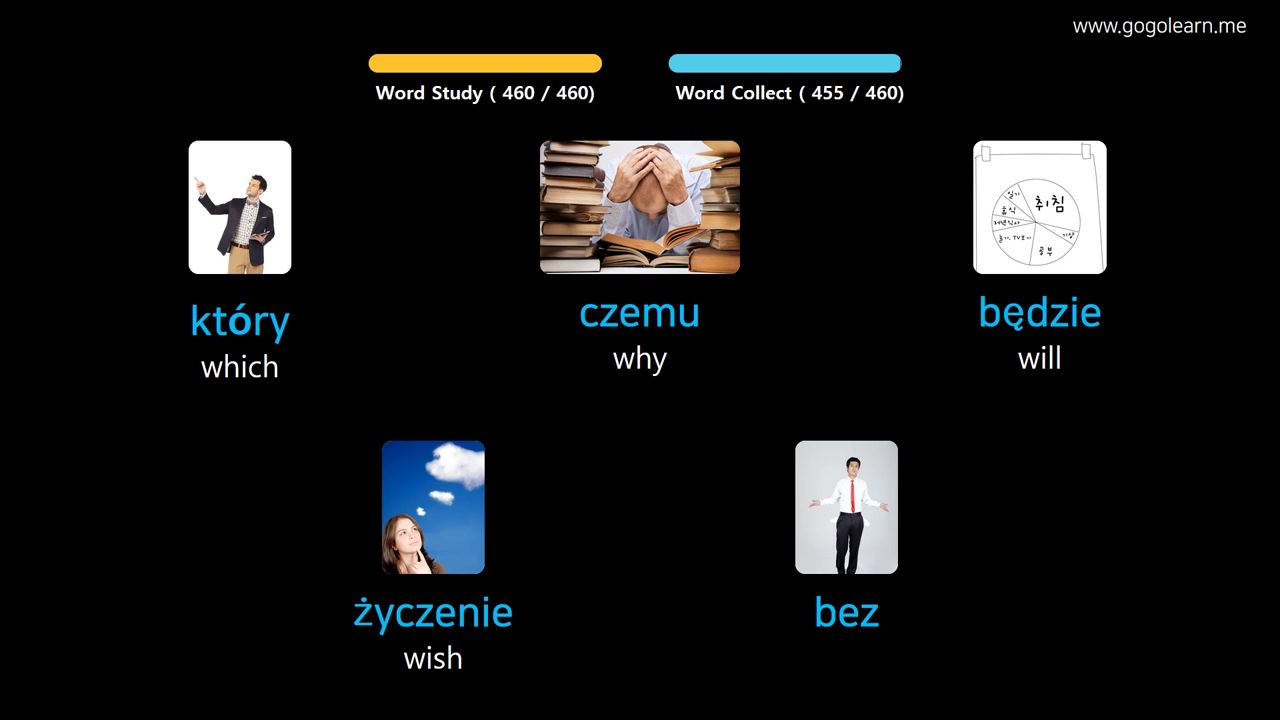 www.gogolearn.me
Word Study ( 460 / 460)
Word Collect ( 455 / 460)
취침
공부
który
which
czemu
why
będzie
will
życzenie
wish
bez